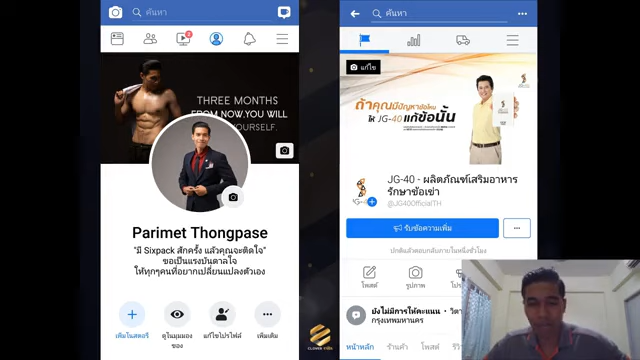 ค้นหา
THREE MONTHS
FROM NOW,YOU WILL
YOURSELF.
Parimet Thongpase
"มี Sixpack สักครั้ง แล้วคุณจะติดใจ"
ขอเป็นแรงบันดาลใจ
ให้ทุกๆคนที่อยากเปลี่ยนแปลงตัวเอง
เพิ่มในสตอรี่
ดูในมุมมอง
ของ
แก้ไขโปรไฟล์
เพิ่มเติม
ค้นหา
แก้ไข
ถ้าคุณมีปัญหาข้อไหน
ให้ JG-40 แก้ข้อนั้น
JG-40 - ผลิตภัณฑ์เสริมอาหาร
รักษาข้อเข่า
@JG40OfficialTH
รับข้อความเพิ่ม
ปกติแล้วตอบกลับภายในหนึ่งชั่วโมง
โพสต์
รูปภาพ
ยังไม่มีการให้คะแนน
กรุงเทพมหานคร
หน้าหลัก
ร้านค้า
โพสต์